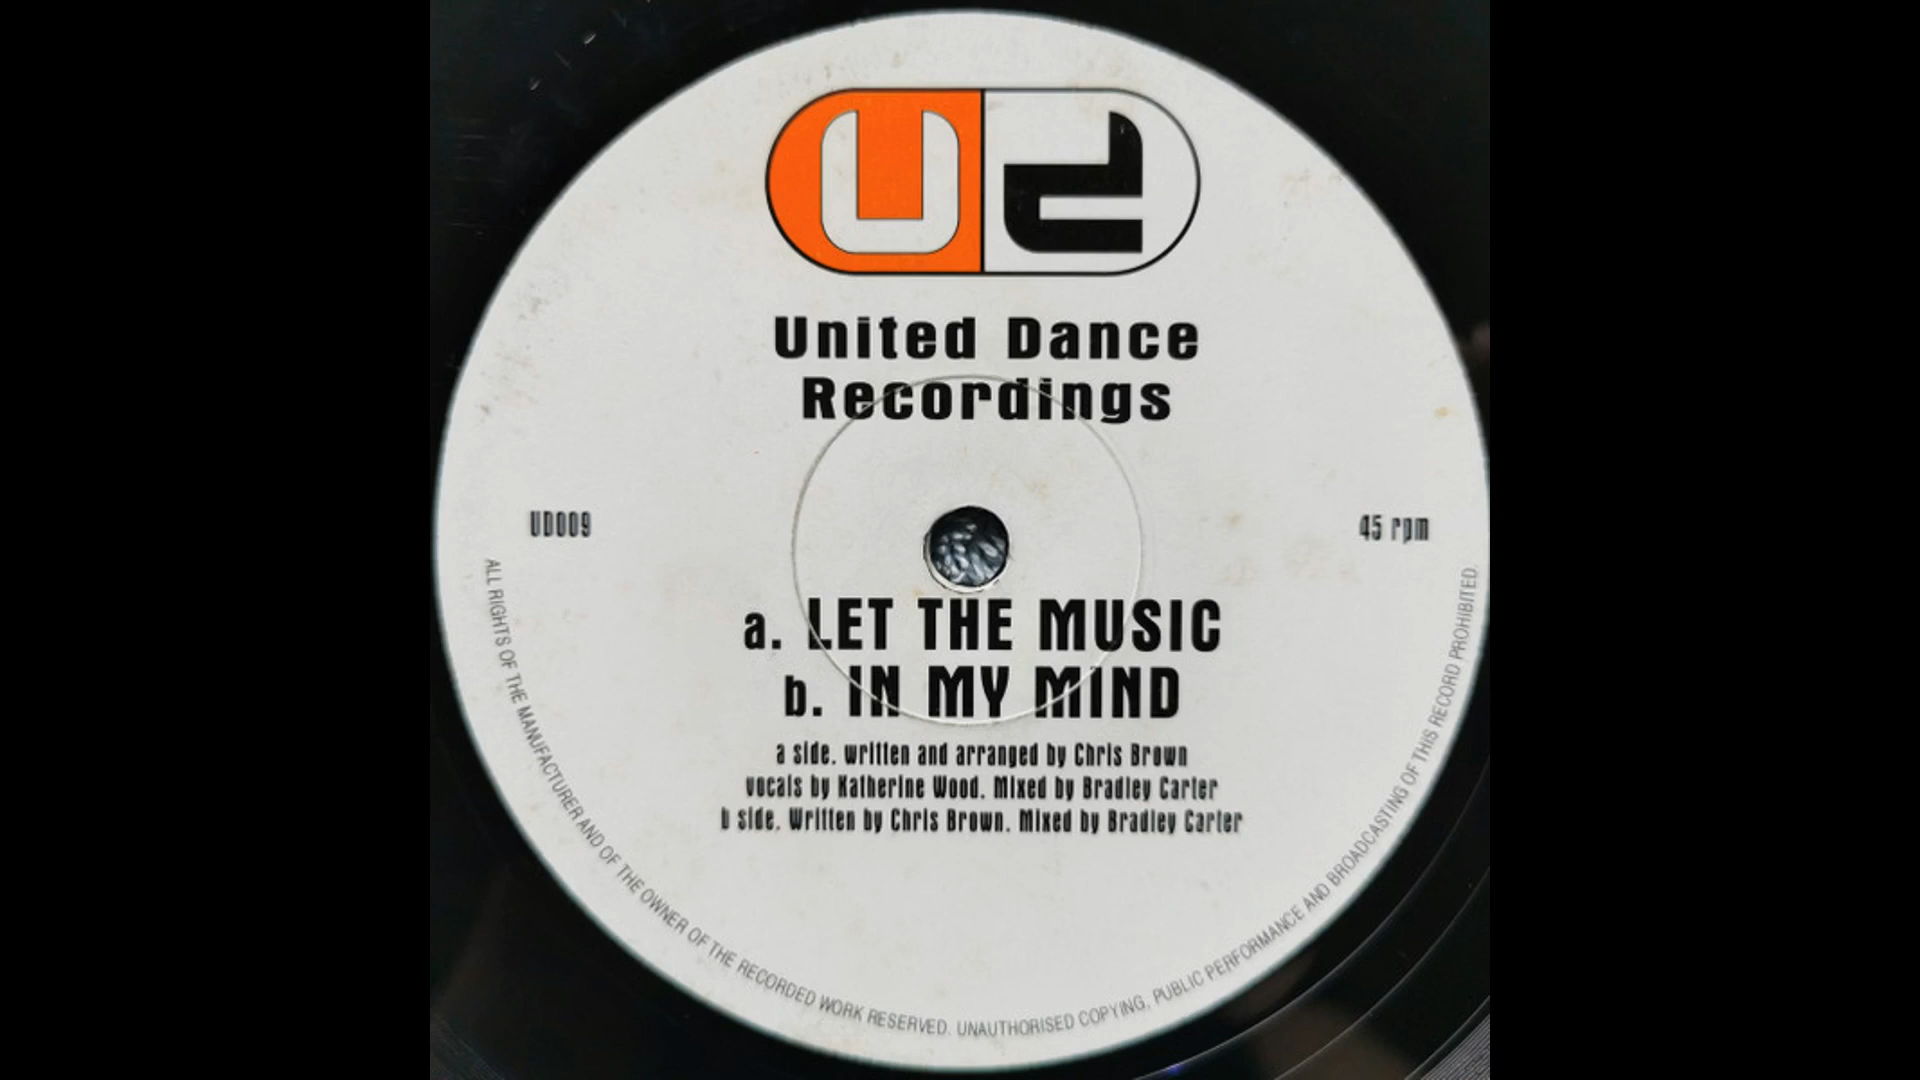 Ud
United Dance
Recordings
UD009
45 rpm
a. LET THE MUSIC
b. IN MY MIND
a side. written and arranged by Chris Brown
vocals by Katherine Wood. Mixed by Bradley Carter
b side. Written by Chris Brown. Mixed by Bradley Carter
ALL RIGHTS OF THE MANUFACTURER AND OF THE OWNER OF THE RECORDED WORK RESERVED. UNAUTHORISED COPYING, PUBLIC PERFORMANCE AND BROADCASTING OF THIS RECORD PROHIBITED.